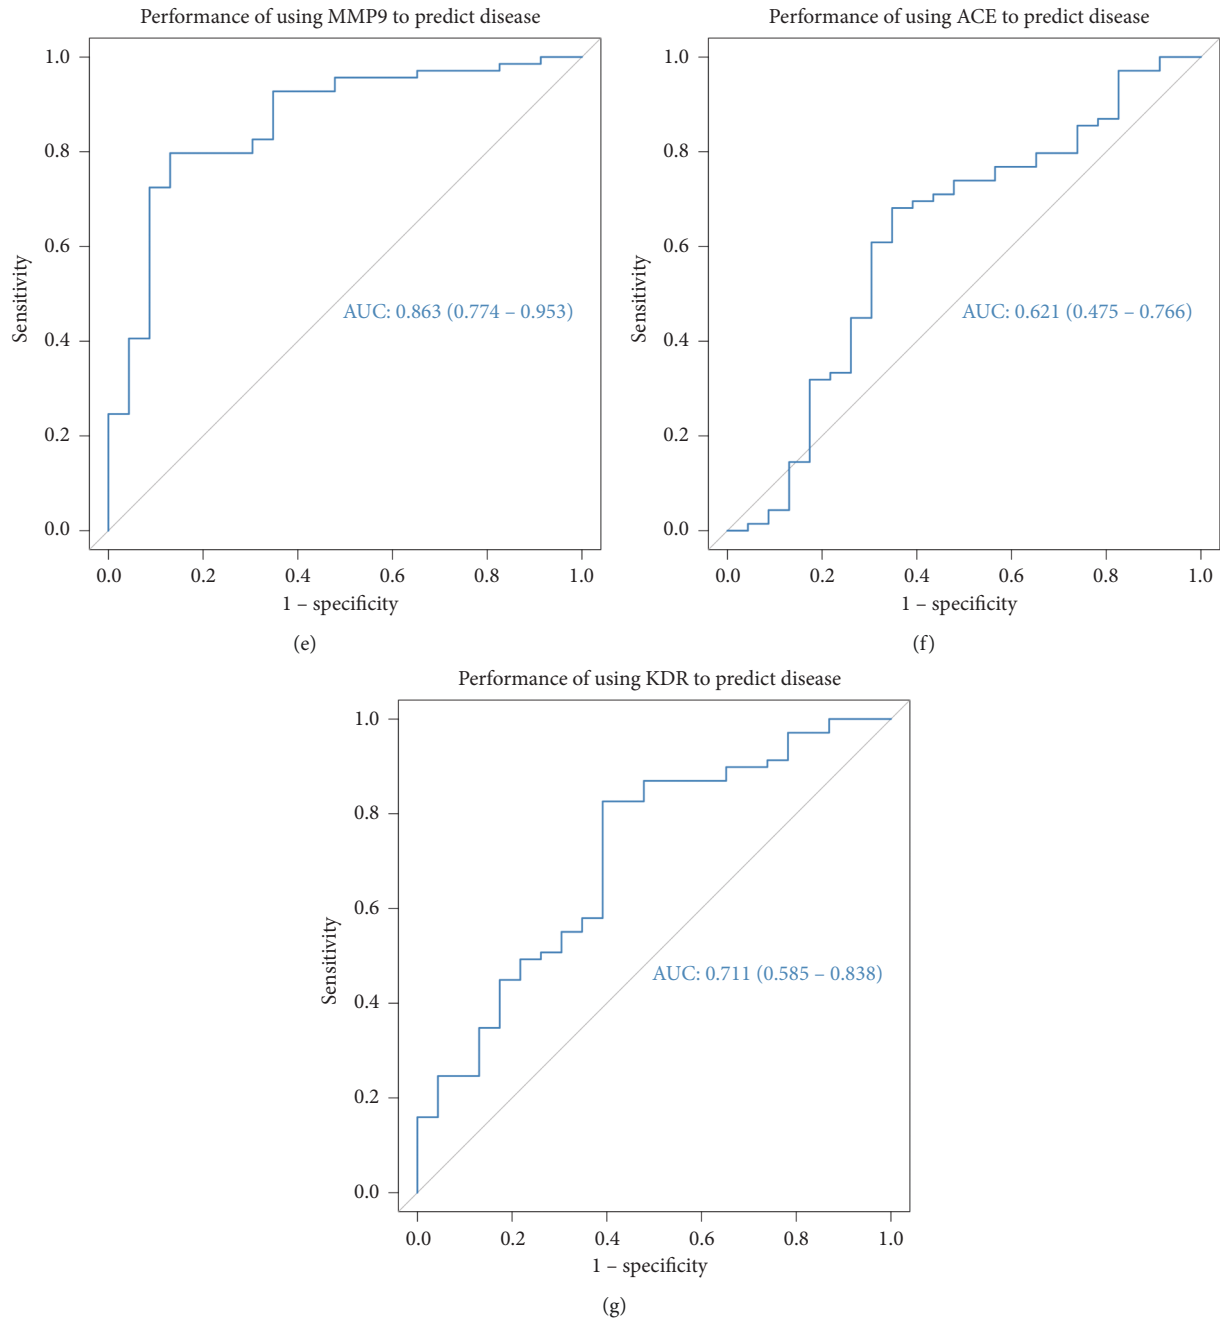 Performance of using MMP9 to predict disease
1.0
0.8
0.6
0.4
0.2
0.0
Sensitivity
AUC: 0.863 (0.774 – 0.953)
0.0 0.2 0.4 0.6 0.8 1.0
1 – specificity
(e)
Performance of using ACE to predict disease
1.0
0.8
0.6
0.4
0.2
0.0
Sensitivity
AUC: 0.621 (0.475 – 0.766)
0.0 0.2 0.4 0.6 0.8 1.0
1 – specificity
(f)
Performance of using KDR to predict disease
1.0
0.8
0.6
0.4
0.2
0.0
Sensitivity
AUC: 0.711 (0.585 – 0.838)
0.0 0.2 0.4 0.6 0.8 1.0
1 – specificity
(g)